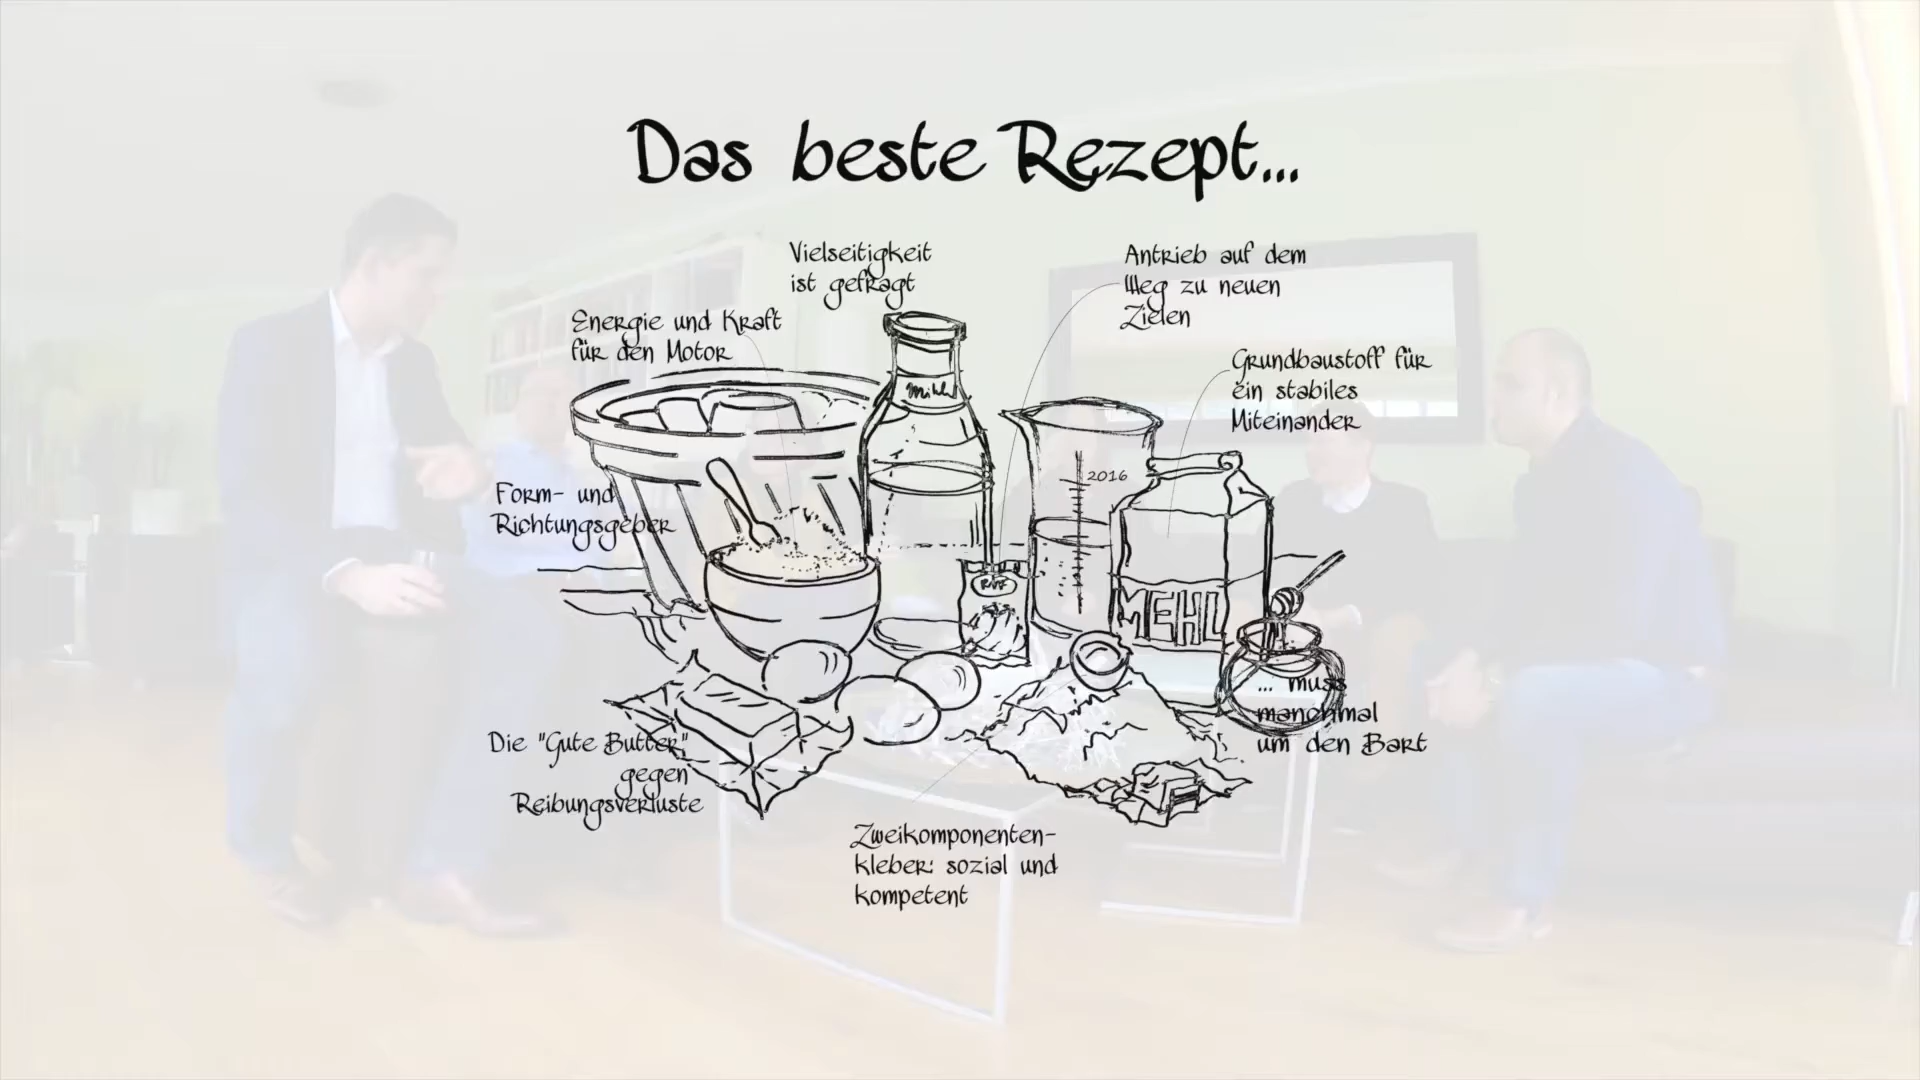 Das beste Rezept...
Vielseitigkeit
ist gefragt
Antrieb auf dem
Weg zu neuen
Zielen
Energie und Kraft
für den Motor
Grundbaustoff für
ein stabiles
Miteinander
Milch
2016
Form- und
Richtungsgeber
MEHL
... muss
manchmal
um den Bart
Die "Gute Butter"
gegen
Reibungsverluste
Zweikomponenten-
kleber: sozial und
kompetent